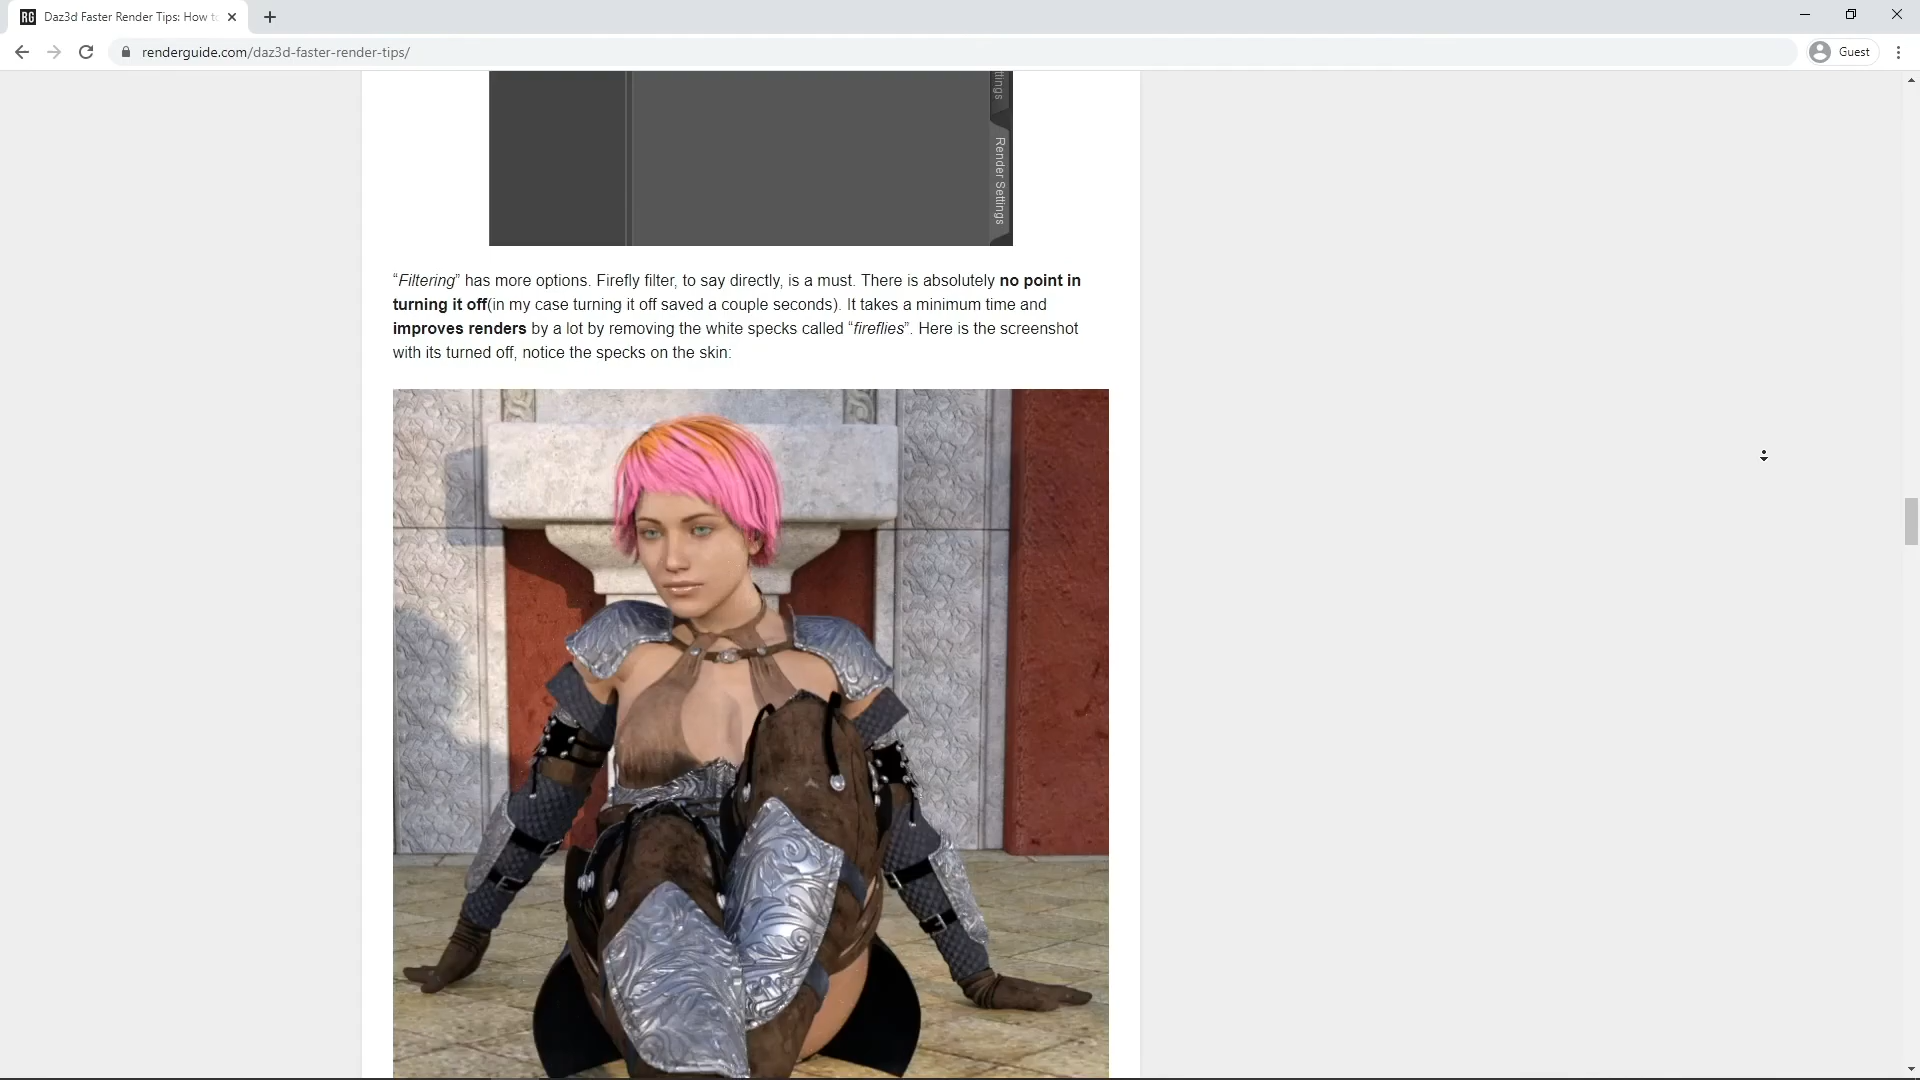 Daz3d Faster Render Tips: How to
renderguide.com/daz3d-faster-render-tips/
Guest
Render Settings
“Filtering” has more options. Firefly filter, to say directly, is a must. There is absolutely no point in
turning it off(in my case turning it off saved a couple seconds). It takes a minimum time and
improves renders by a lot by removing the white specks called “fireflies”. Here is the screenshot
with its turned off, notice the specks on the skin: